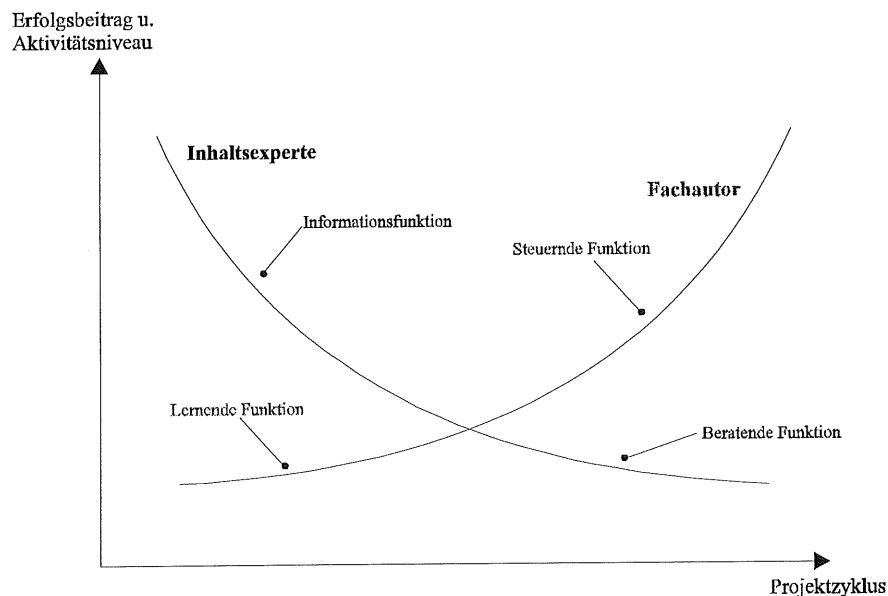 Erfolgsbeitrag u.
Aktivitätsniveau
Inhaltsexperte
Fachautor
Informationsfunktion
Steuernde Funktion
Lernende Funktion
Beratende Funktion
Projektzyklus